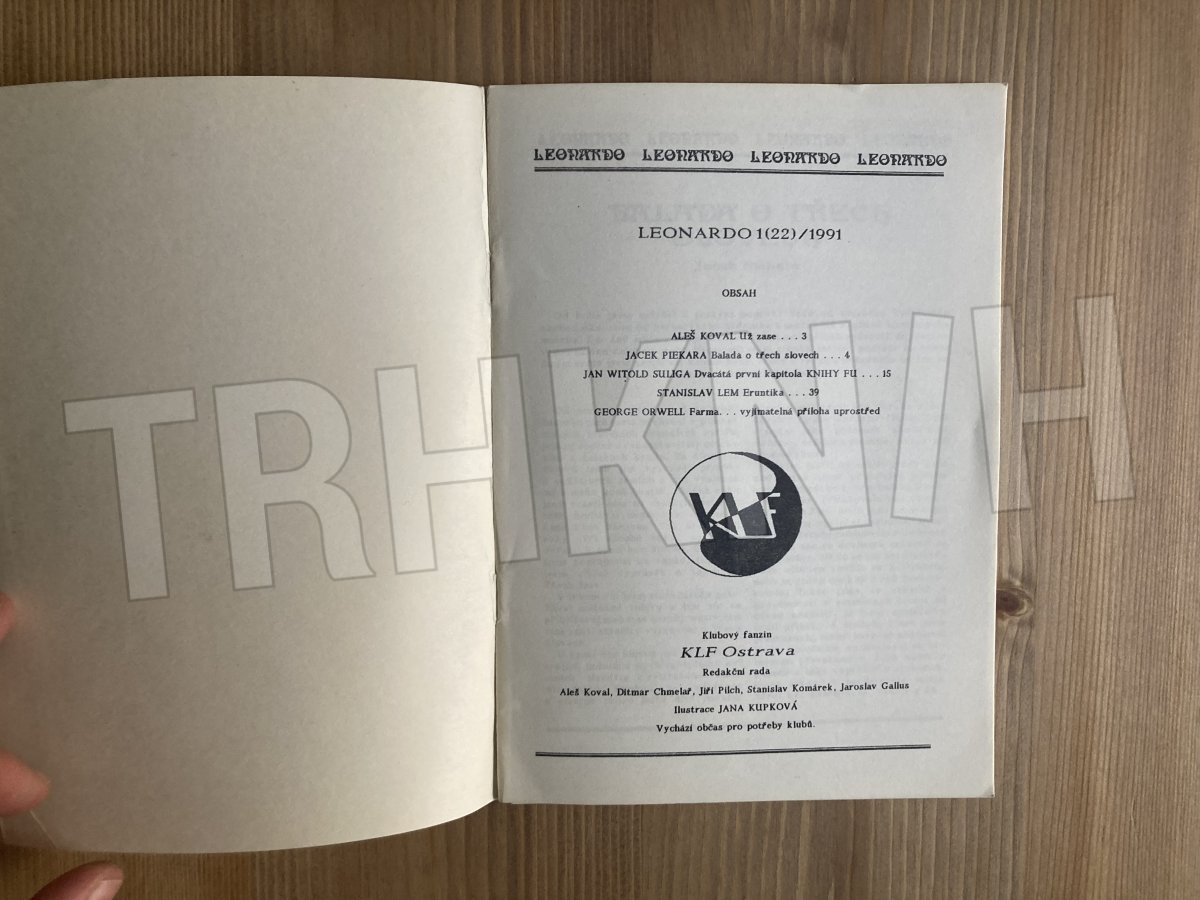 LEONARDO LEONARDO LEONARDO LEONARDO
LEONARDO 1(22)/1991
OBSAH
ALEŠ KOVAL Už zase . . . 3
JACEK PIEKARA Balada o třech slovech . . . 4
JAN WITOLD SULIGA Dvacátá první kapitola KNIHY FU . . . 15
STANISLAV LEM Eruntika . . . 39
GEORGE ORWELL Farma. . . vyjímatelná příloha uprostřed
TRHKNIH
KLF
Klubový fanzin
KLF Ostrava
Redakční rada
Aleš Koval, Ditmar Chmelař, Jiří Pilch, Stanislav Komárek, Jaroslav Gallus
Ilustrace JANA KUPKOVÁ
Vychází občas pro potřeby klubů.